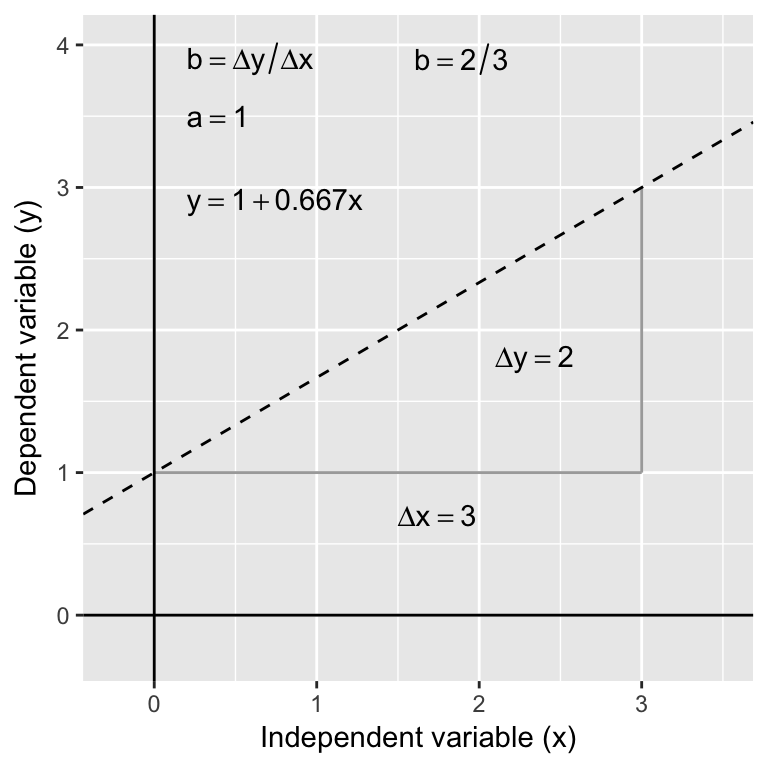 b = Δy/Δx
b = 2/3
a = 1
y = 1 + 0.667x
Δy = 2
Δx = 3
Dependent variable (y)
4
3
2
1
0
0
1
2
3
Independent variable (x)